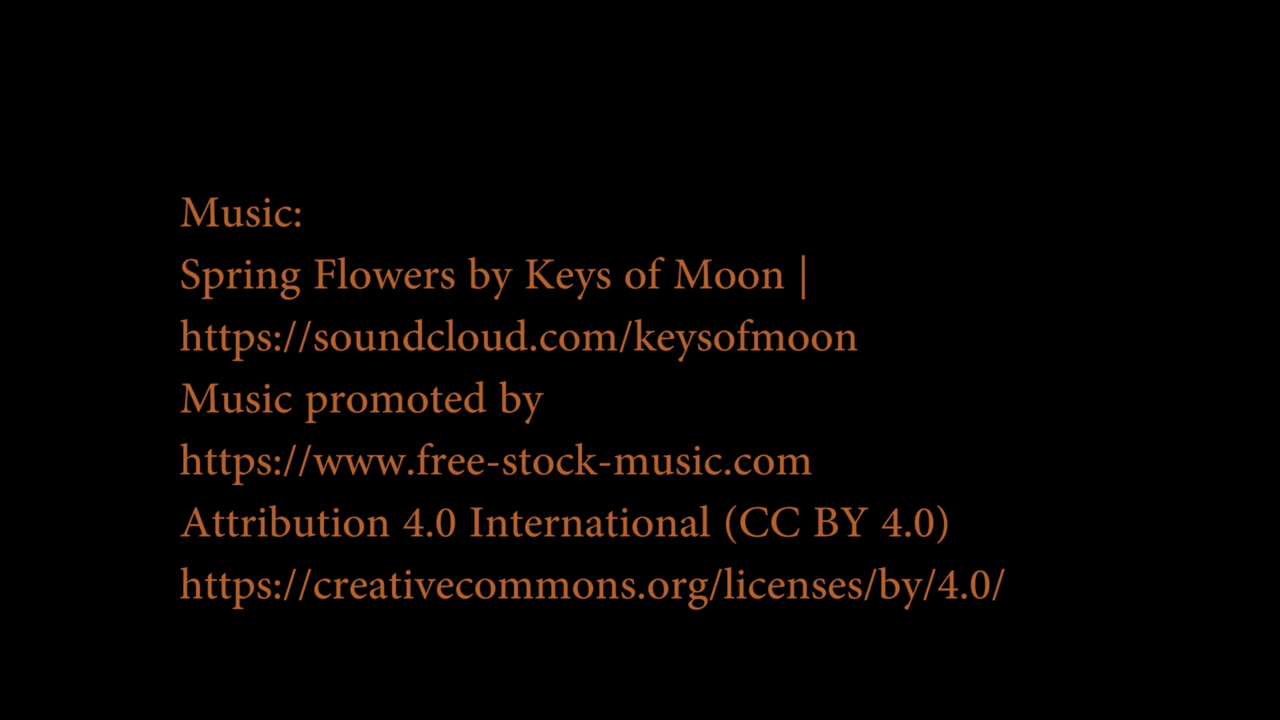 Music:
Spring Flowers by Keys of Moon |
https://soundcloud.com/keysofmoon
Music promoted by
https://www.free-stock-music.com
Attribution 4.0 International (CC BY 4.0)
https://creativecommons.org/licenses/by/4.0/